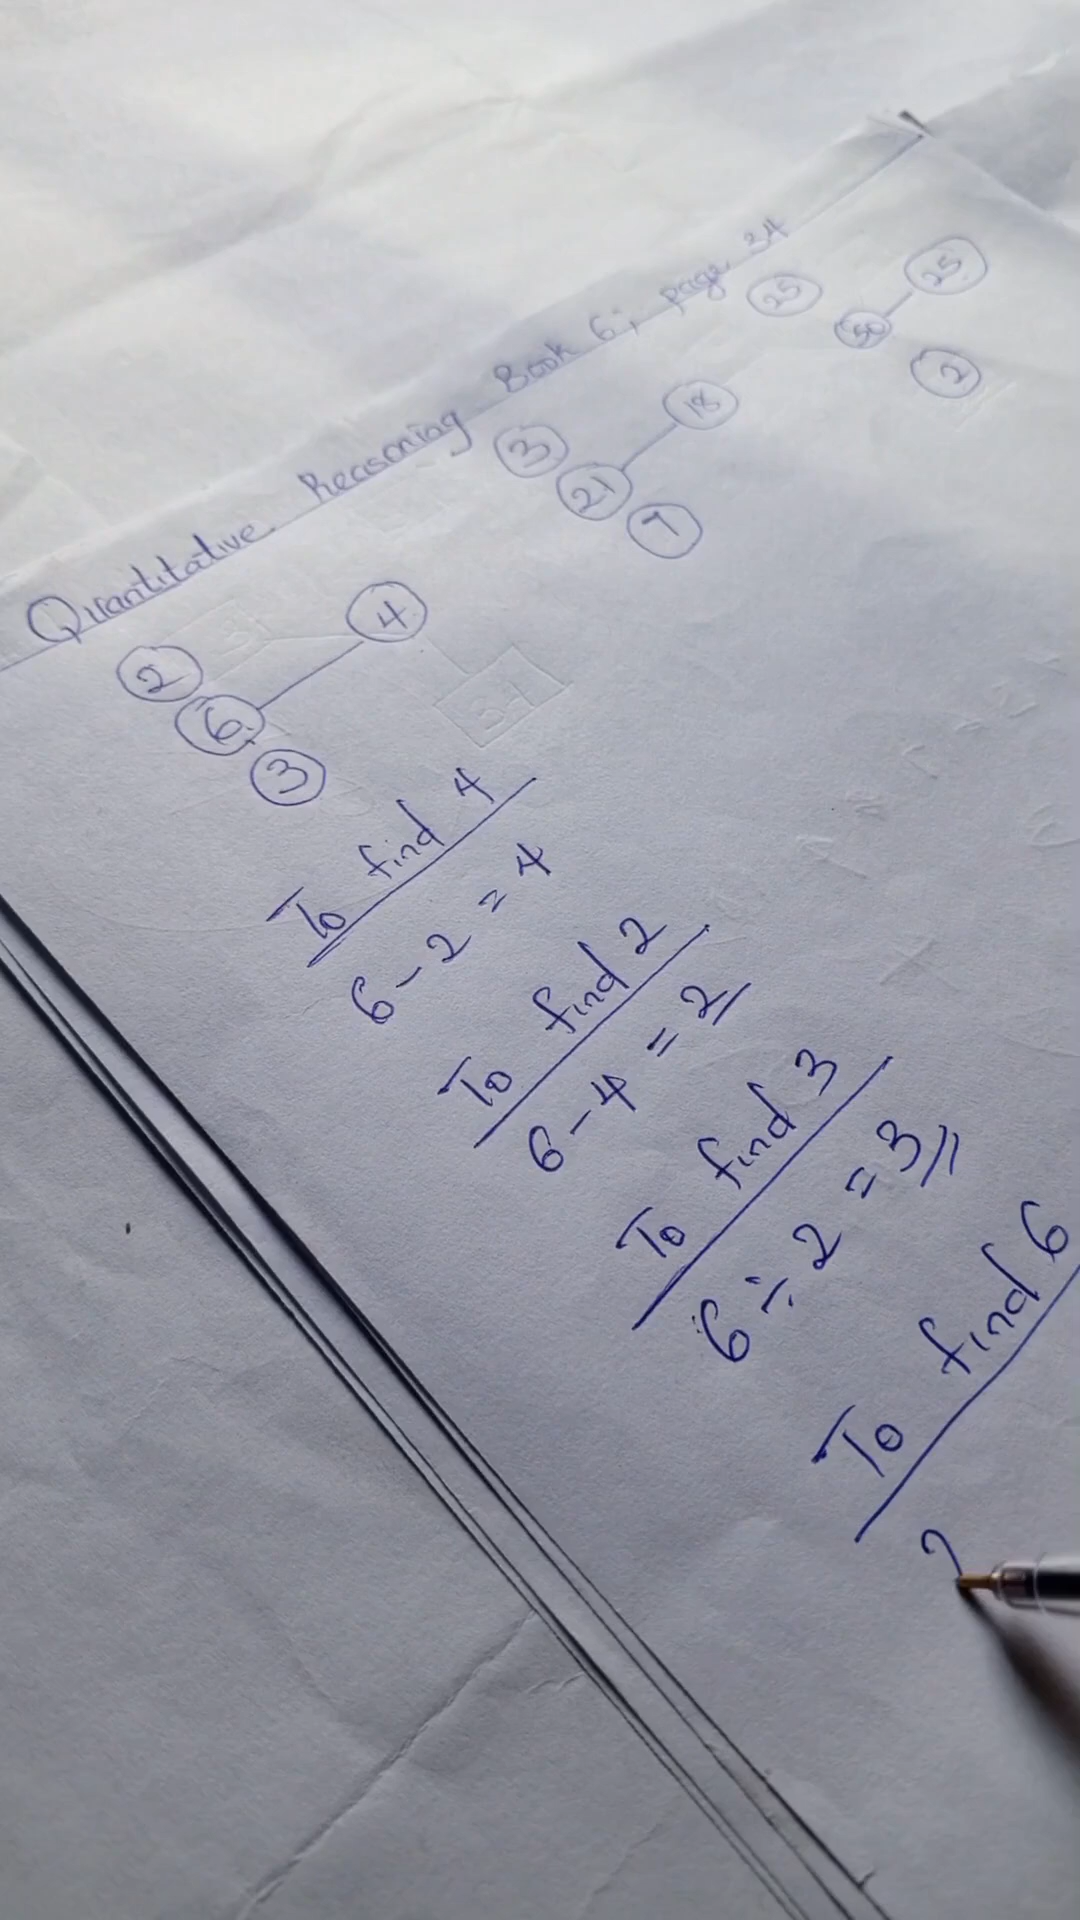 Quantitative Reasoning Book 6; page 34
2 4
6
3
3 18
21
7
25 25
50
2
To find 4
6 - 2 = 4
To find 2
6 - 4 = 2
To find 3
6 ÷ 2 = 3
To find 6